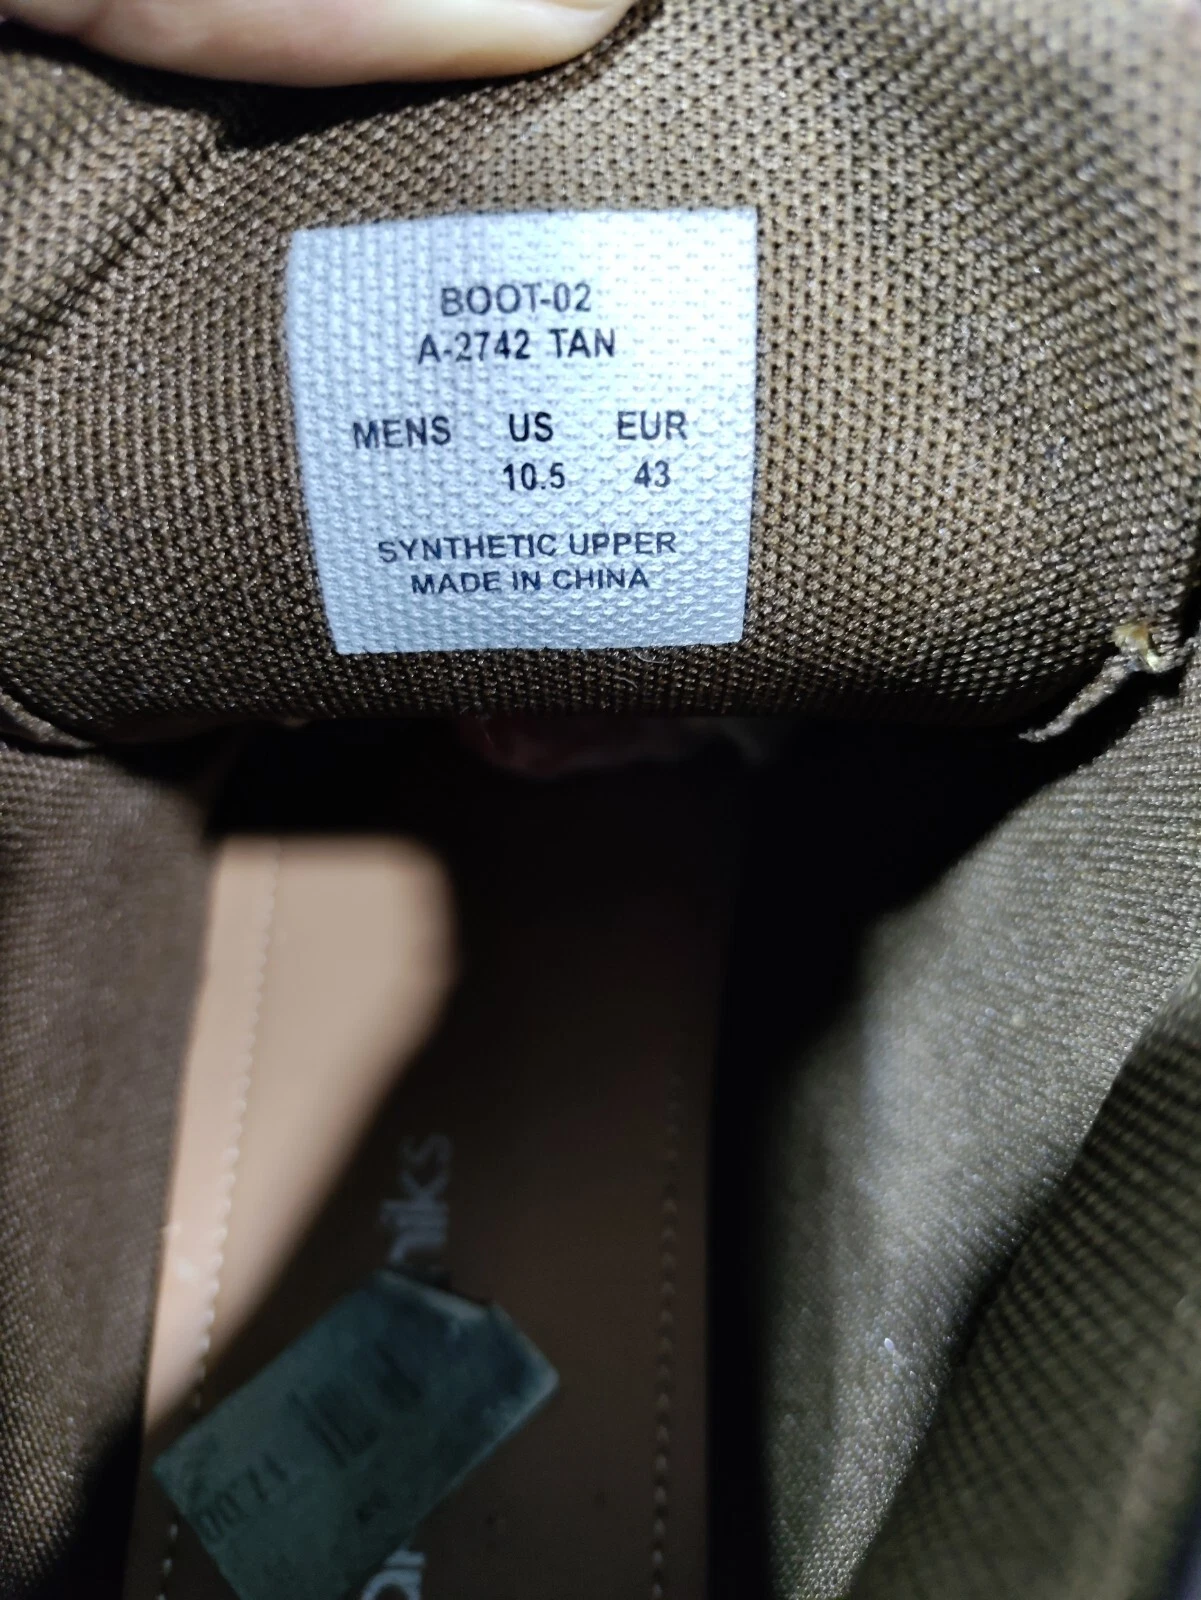 BOOT-02
A-2742 TAN
MENS US EUR
10.5 43
SYNTHETIC UPPER
MADE IN CHINA